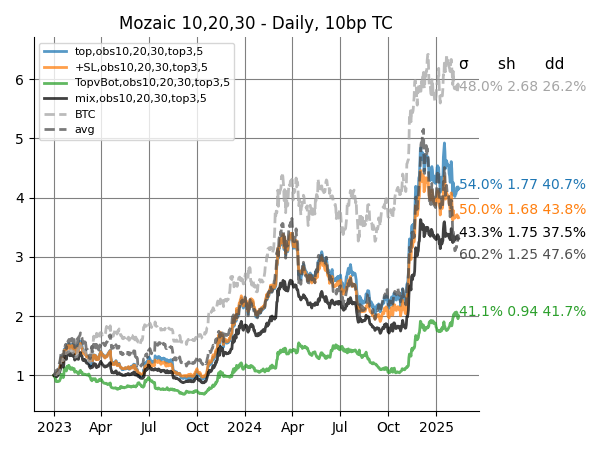 Mozaic 10,20,30 - Daily, 10bp TC
top,obs10,20,30,top3,5
+SL,obs10,20,30,top3,5
TopvBot,obs10,20,30,top3,5
mix,obs10,20,30,top3,5
BTC
avg
σ sh dd
48.0% 2.68 26.2%
54.0% 1.77 40.7%
50.0% 1.68 43.8%
43.3% 1.75 37.5%
60.2% 1.25 47.6%
41.1% 0.94 41.7%
6
5
4
3
2
1
2023 Apr Jul Oct 2024 Apr Jul Oct 2025